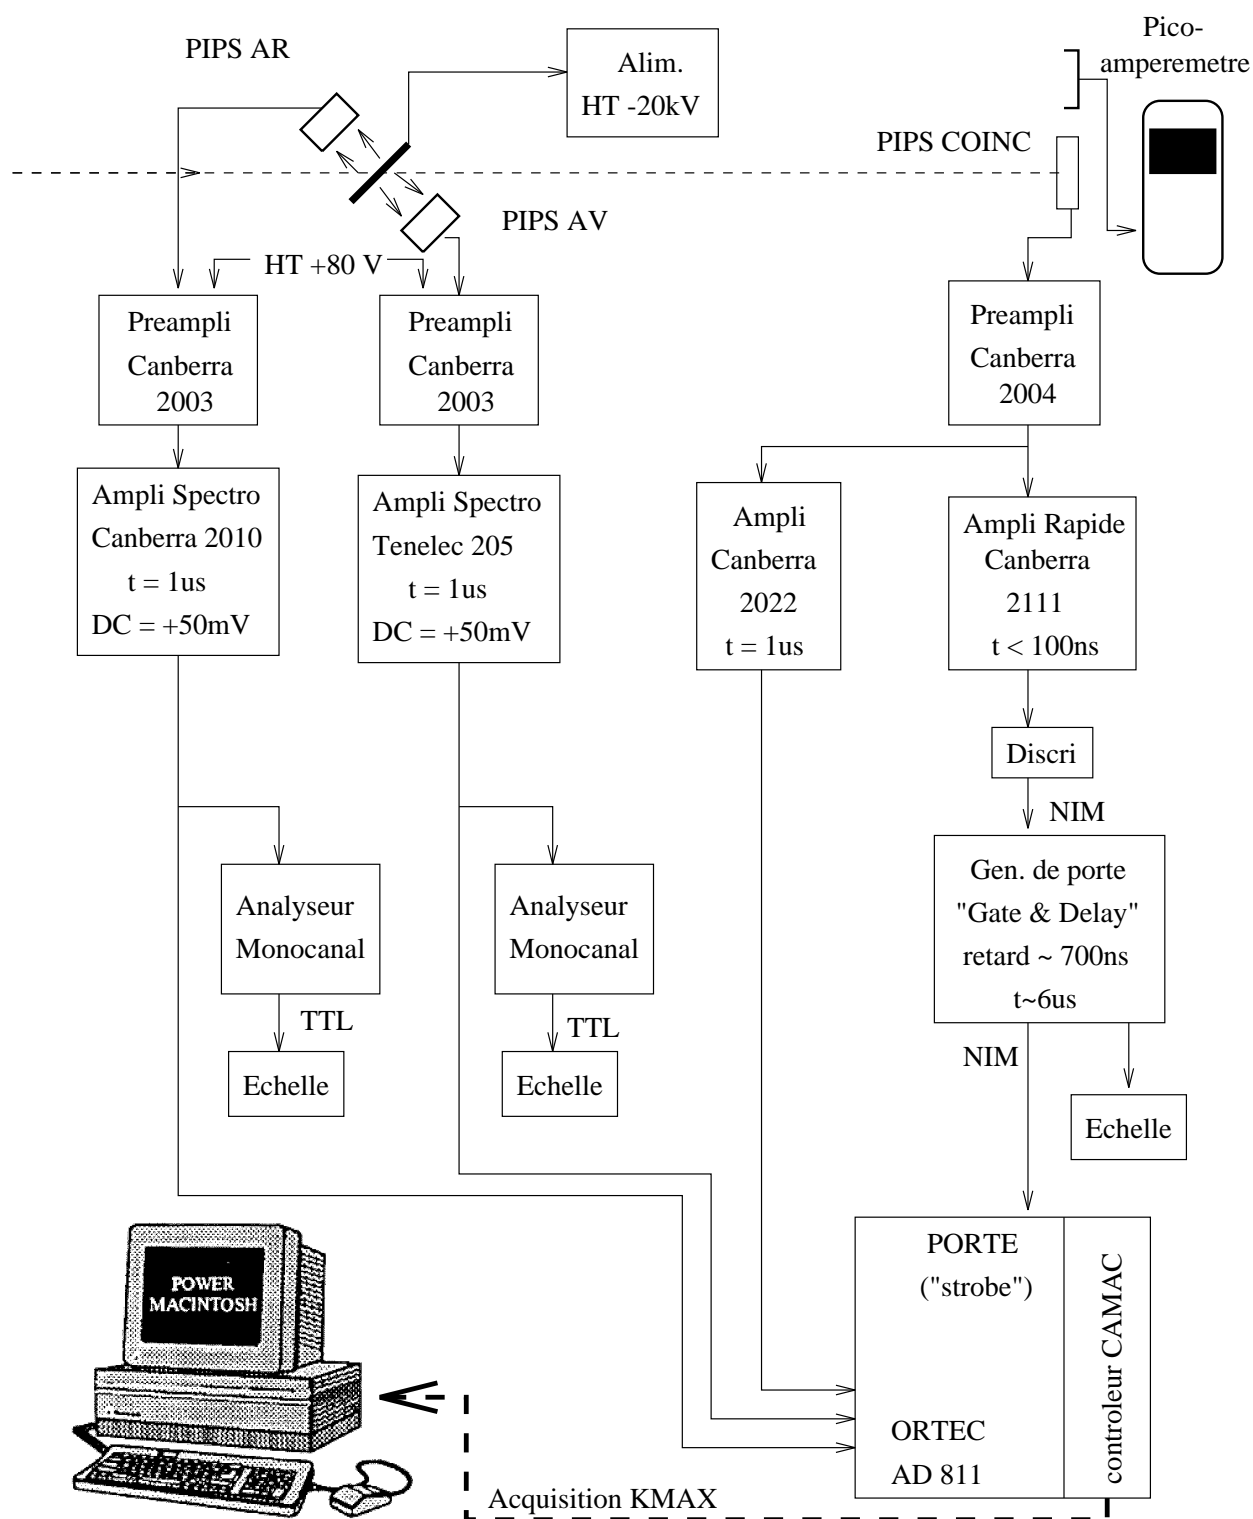 PIPS AR
Alim.
HT -20kV
Pico-
amperemetre
PIPS COINC
PIPS AV
HT +80 V
Preampli
Canberra
2003
Preampli
Canberra
2003
Preampli
Canberra
2004
Ampli Spectro
Canberra 2010
t = 1us
DC = +50mV
Ampli Spectro
Tenelec 205
t = 1us
DC = +50mV
Ampli
Canberra
2022
t = 1us
Ampli Rapide
Canberra
2111
t < 100ns
Discri
NIM
Analyseur
Monocanal
TTL
Echelle
Analyseur
Monocanal
TTL
Echelle
Gen. de porte
"Gate & Delay"
retard ~ 700ns
t~6us
NIM
Echelle
PORTE
("strobe")
ORTEC
AD 811
controleur CAMAC
POWER
MACINTOSH
Acquisition KMAX